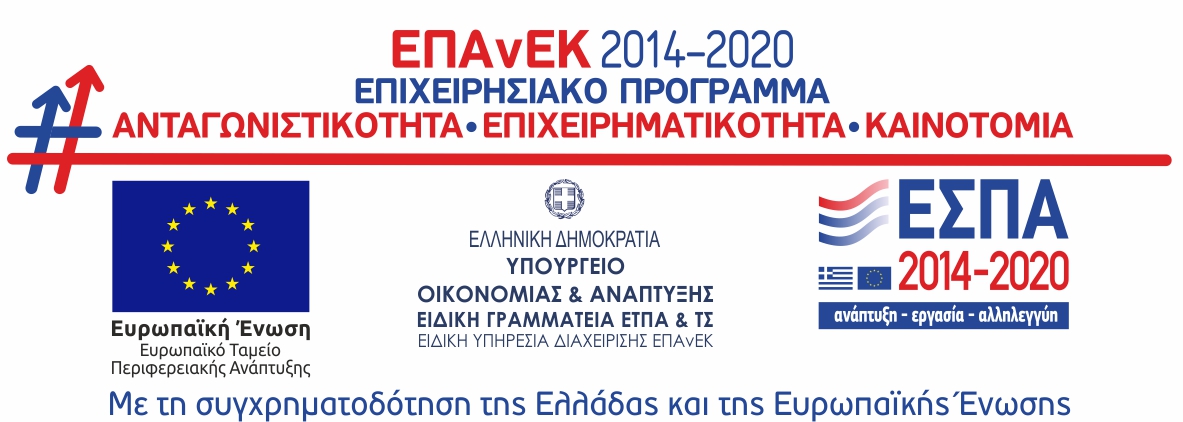 ΕΠΑνΕΚ 2014–2020
ΕΠΙΧΕΙΡΗΣΙΑΚΟ ΠΡΟΓΡΑΜΜΑ
ΑΝΤΑΓΩΝΙΣΤΙΚΟΤΗΤΑ • ΕΠΙΧΕΙΡΗΜΑΤΙΚΟΤΗΤΑ • ΚΑΙΝΟΤΟΜΙΑ
Ευρωπαϊκή Ένωση
Ευρωπαϊκό Ταμείο
Περιφερειακής Ανάπτυξης
ΕΛΛΗΝΙΚΗ ΔΗΜΟΚΡΑΤΙΑ
ΥΠΟΥΡΓΕΙΟ
ΟΙΚΟΝΟΜΙΑΣ & ΑΝΑΠΤΥΞΗΣ
ΕΙΔΙΚΗ ΓΡΑΜΜΑΤΕΙΑ ΕΤΠΑ & ΤΣ
ΕΙΔΙΚΗ ΥΠΗΡΕΣΙΑ ΔΙΑΧΕΙΡΙΣΗΣ ΕΠΑνΕΚ
ΕΣΠΑ
2014-2020
ανάπτυξη - εργασία - αλληλεγγύη
Με τη συγχρηματοδότηση της Ελλάδας και της Ευρωπαϊκής Ένωσης